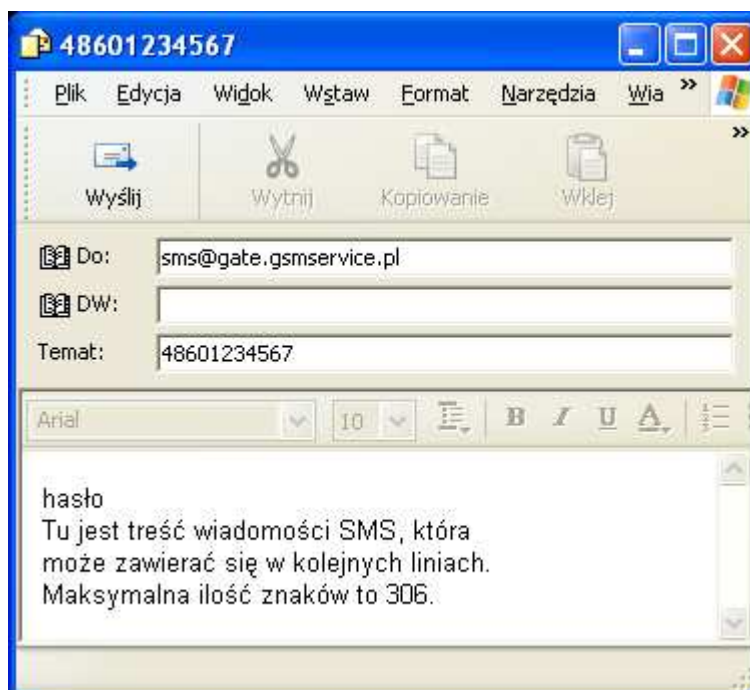 48601234567
Plik Edycja Widok Wstaw Format Narzędzia Wia »
»
Wyślij Wytnij Kopiowanie Wklej
Do: sms@gate.gsmservice.pl
DW:
Temat: 48601234567
Arial 10 B I U A
hasło
Tu jest treść wiadomości SMS, która
może zawierać się w kolejnych liniach.
Maksymalna ilość znaków to 306.